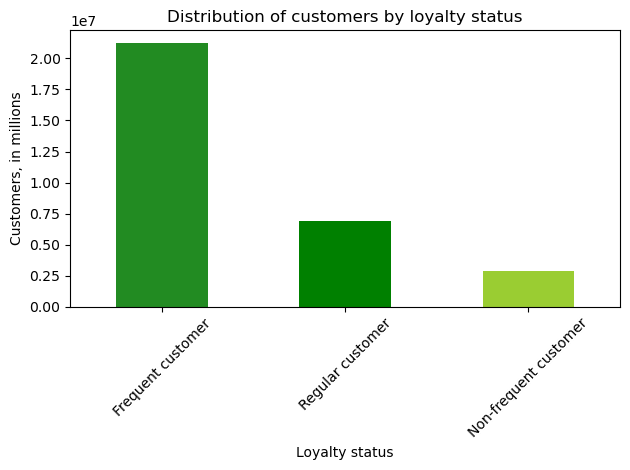 Distribution of customers by loyalty status
1e7
2.00
1.75
1.50
1.25
1.00
0.75
0.50
0.25
0.00
Customers, in millions
Frequent customer
Regular customer
Non-frequent customer
Loyalty status